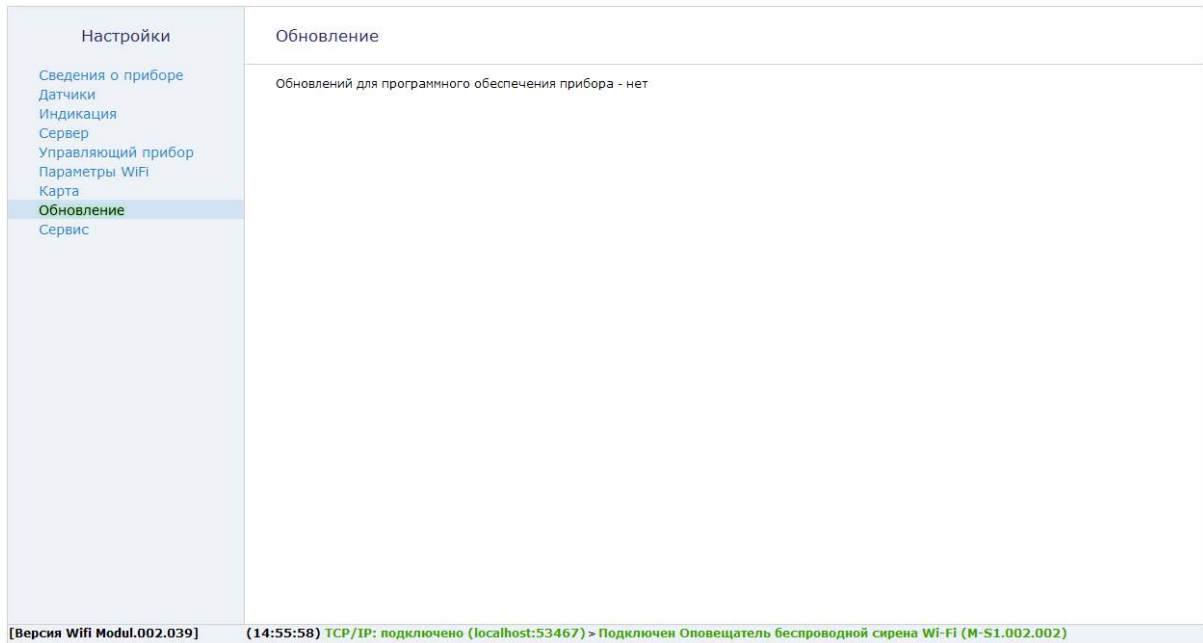 Настройки
Сведения о приборе
Датчики
Индикация
Сервер
Управляющий прибор
Параметры WiFi
Карта
Обновление
Сервис
Обновление
Обновлений для программного обеспечения прибора - нет
[Версия Wifi Modul.002.039]
(14:55:58) TCP/IP: подключено (localhost:53467) > Подключен Оповещатель беспроводной сирена Wi-Fi (M-S1.002.002)